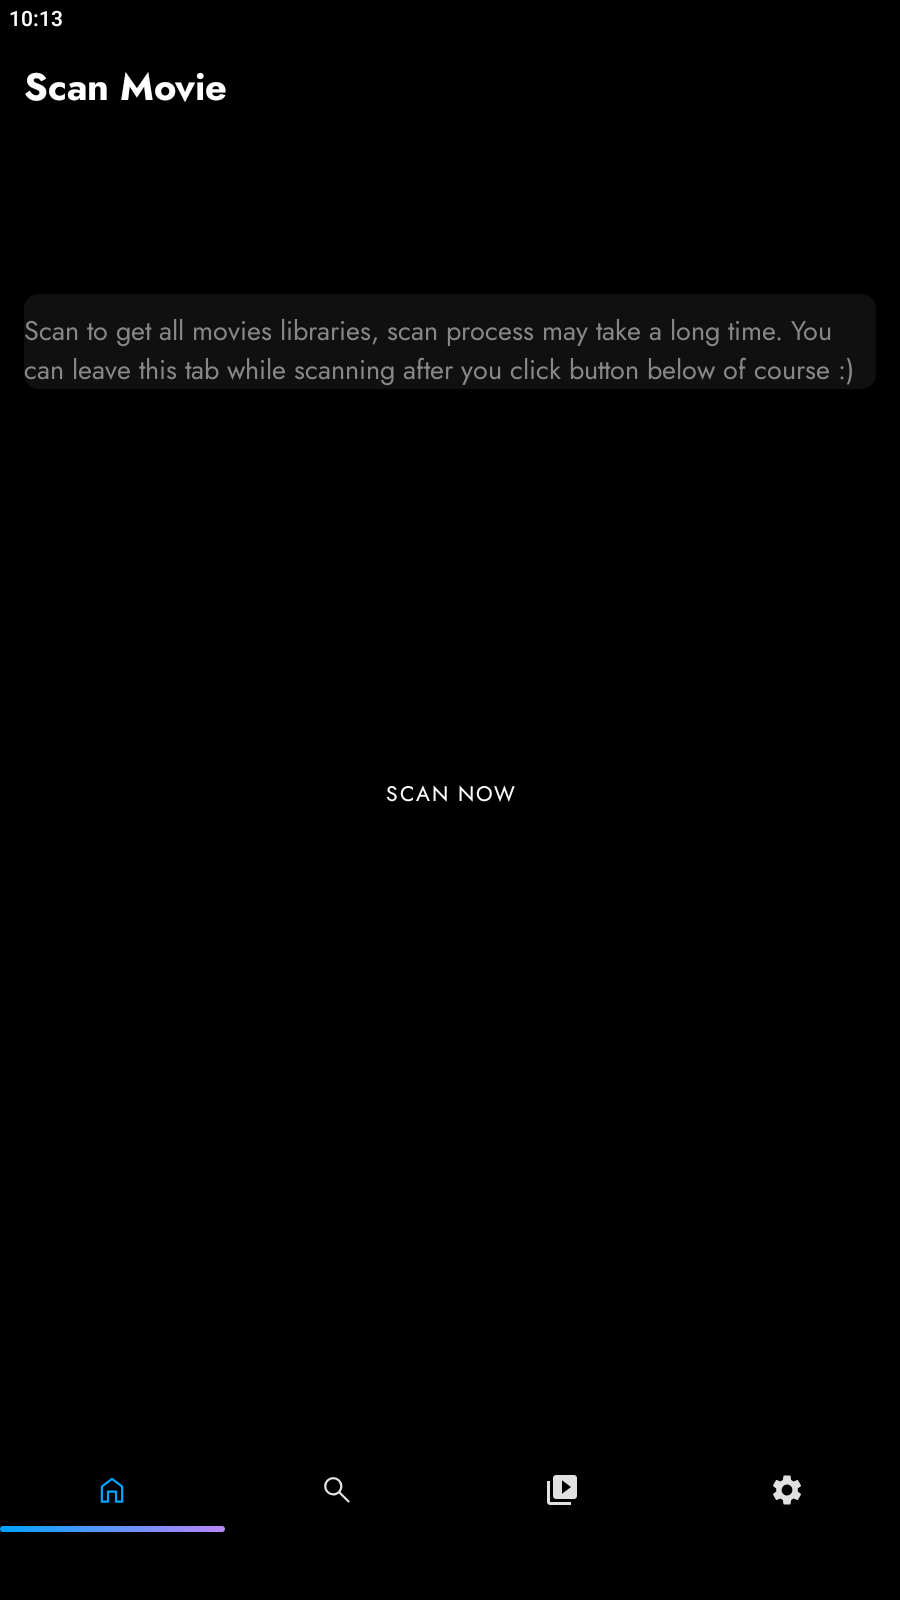 10:13
Scan Movie
Scan to get all movies libraries, scan process may take a long time. You
can leave this tab while scanning after you click button below of course :)
SCAN NOW